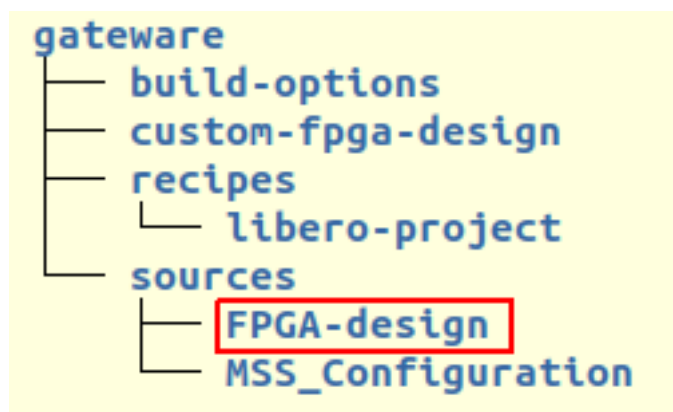 gateware
build-options
custom-fpga-design
recipes
libero-project
sources
FPGA-design
MSS_Configuration